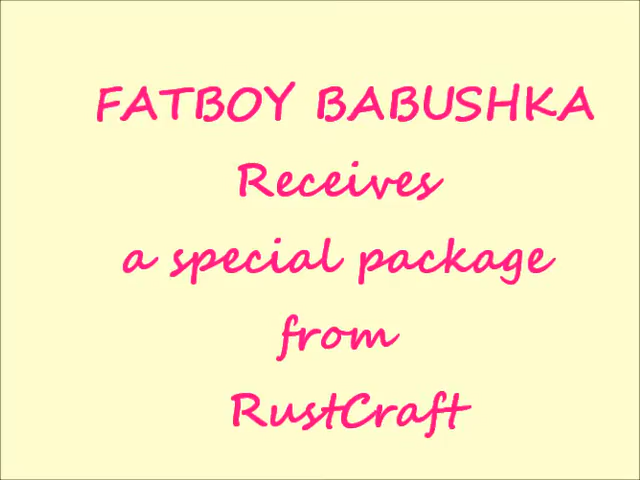 FATBOY BABUSHKA
Receives
a special package
from
RustCraft